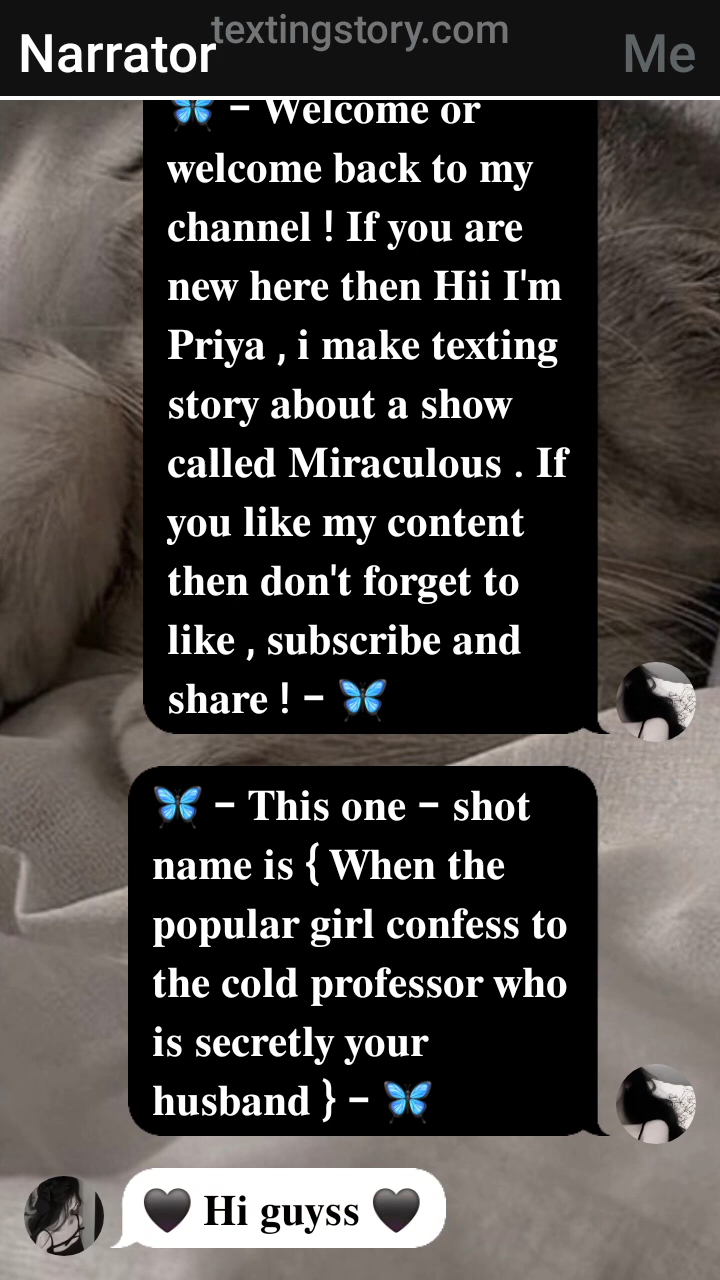 textingstory.com
Narrator
Me
🦋 – Welcome or
welcome back to my
channel ! If you are
new here then Hii I'm
Priya , i make texting
story about a show
called Miraculous . If
you like my content
then don't forget to
like , subscribe and
share ! – 🦋
🦋 – This one – shot
name is { When the
popular girl confess to
the cold professor who
is secretly your
husband } – 🦋
🖤 Hi guyss 🖤